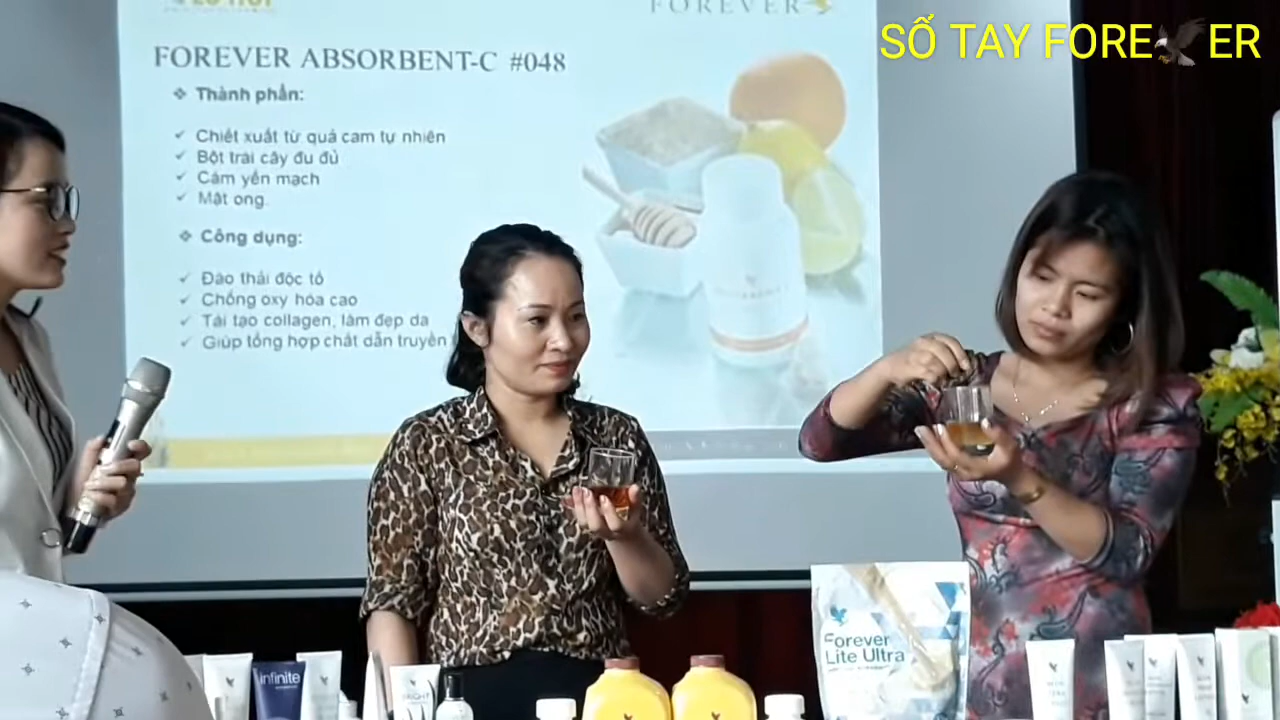 FOREVER
SỔ TAY FORE ER
FOREVER ABSORBENT-C #048
❖ Thành phần:
✓ Chiết xuất từ quả cam tự nhiên
✓ Bột trái cây đu đủ
✓ Cám yến mạch
✓ Mật ong.
❖ Công dụng:
✓ Đào thải độc tố
✓ Chống oxy hóa cao
✓ Tái tạo collagen, làm đẹp da
✓ Giúp tổng hợp chất dẫn truyền
Forever
Lite Ultra
infinite
BRIGHT